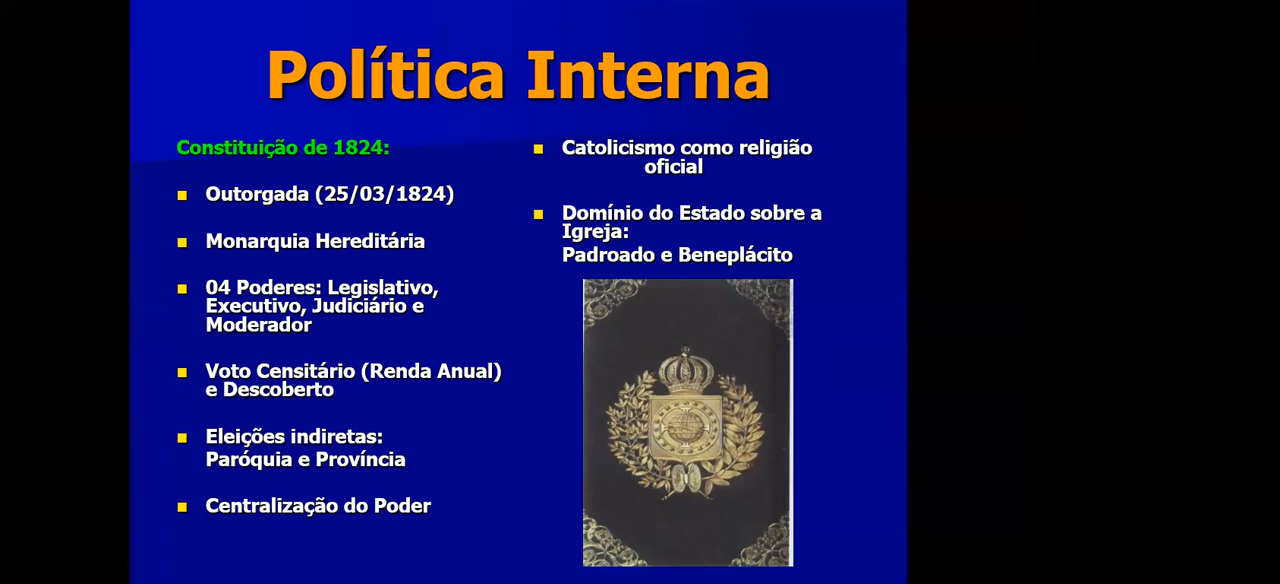 Política Interna
Constituição de 1824:
Outorgada (25/03/1824)
Monarquia Hereditária
04 Poderes: Legislativo,
Executivo, Judiciário e
Moderador
Voto Censitário (Renda Anual)
e Descoberto
Eleições indiretas:
Paróquia e Província
Centralização do Poder
Catolicismo como religião
oficial
Domínio do Estado sobre a
Igreja:
Padroado e Beneplácito